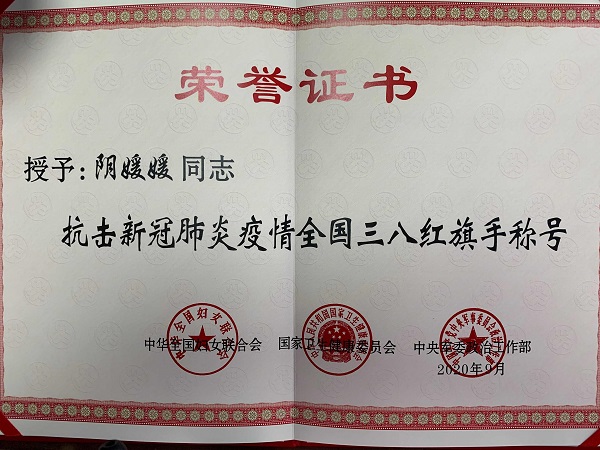 荣誉证书
授予：阴媛媛 同志
抗击新冠肺炎疫情全国三八红旗手称号
中华全国妇女联合会 国家卫生健康委员会 中央军委政治工作部
2020年9月